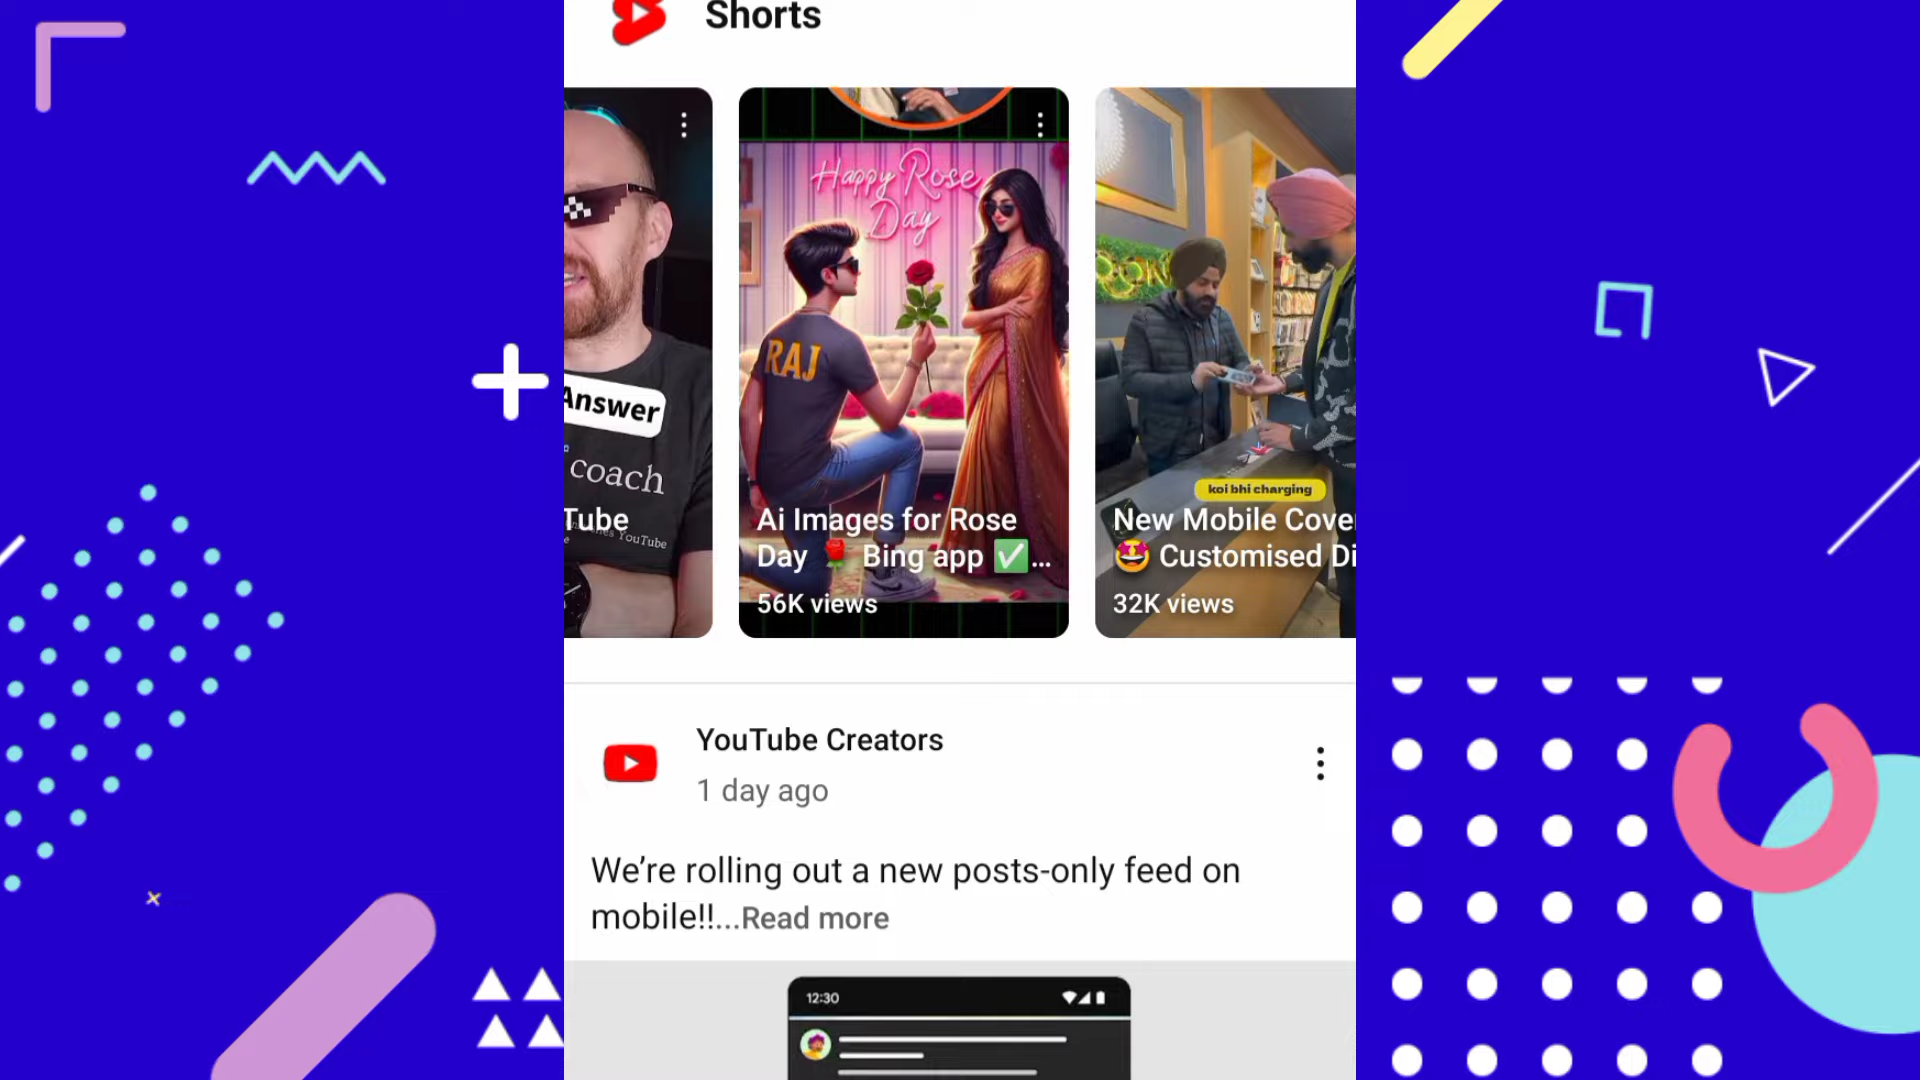 Shorts
Answer
coach
YouTube
Tube
Happy Rose
Day
RAJ
Ai Images for Rose
Day 🌹 Bing app ✅...
56K views
koi bhi charging
New Mobile Cove
🤩 Customised Di
32K views
YouTube Creators
1 day ago
We’re rolling out a new posts-only feed on
mobile!!...Read more
12:30